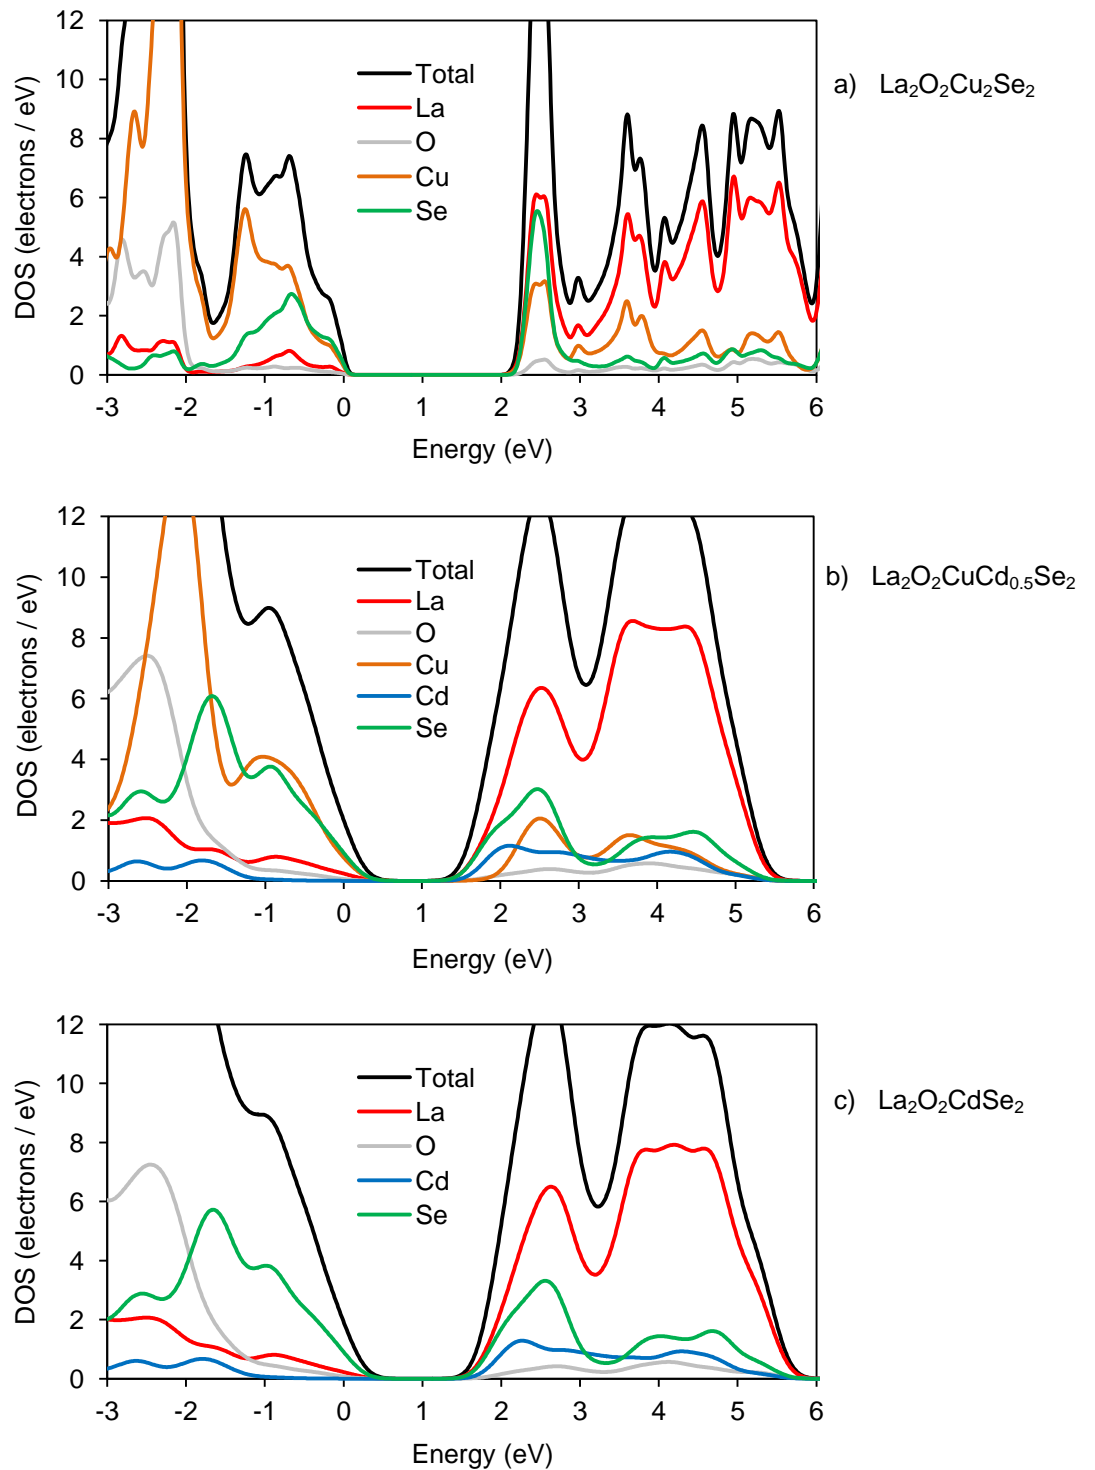 12
10
8
6
4
2
0
DOS (electrons / eV)
Total
La
O
Cu
Se
a) La₂O₂Cu₂Se₂
-3 -2 -1 0 1 2 3 4 5 6
Energy (eV)
12
10
8
6
4
2
0
DOS (electrons / eV)
Total
La
O
Cu
Cd
Se
b) La₂O₂CuCd₀.₅Se₂
-3 -2 -1 0 1 2 3 4 5 6
Energy (eV)
12
10
8
6
4
2
0
DOS (electrons / eV)
Total
La
O
Cd
Se
c) La₂O₂CdSe₂
-3 -2 -1 0 1 2 3 4 5 6
Energy (eV)